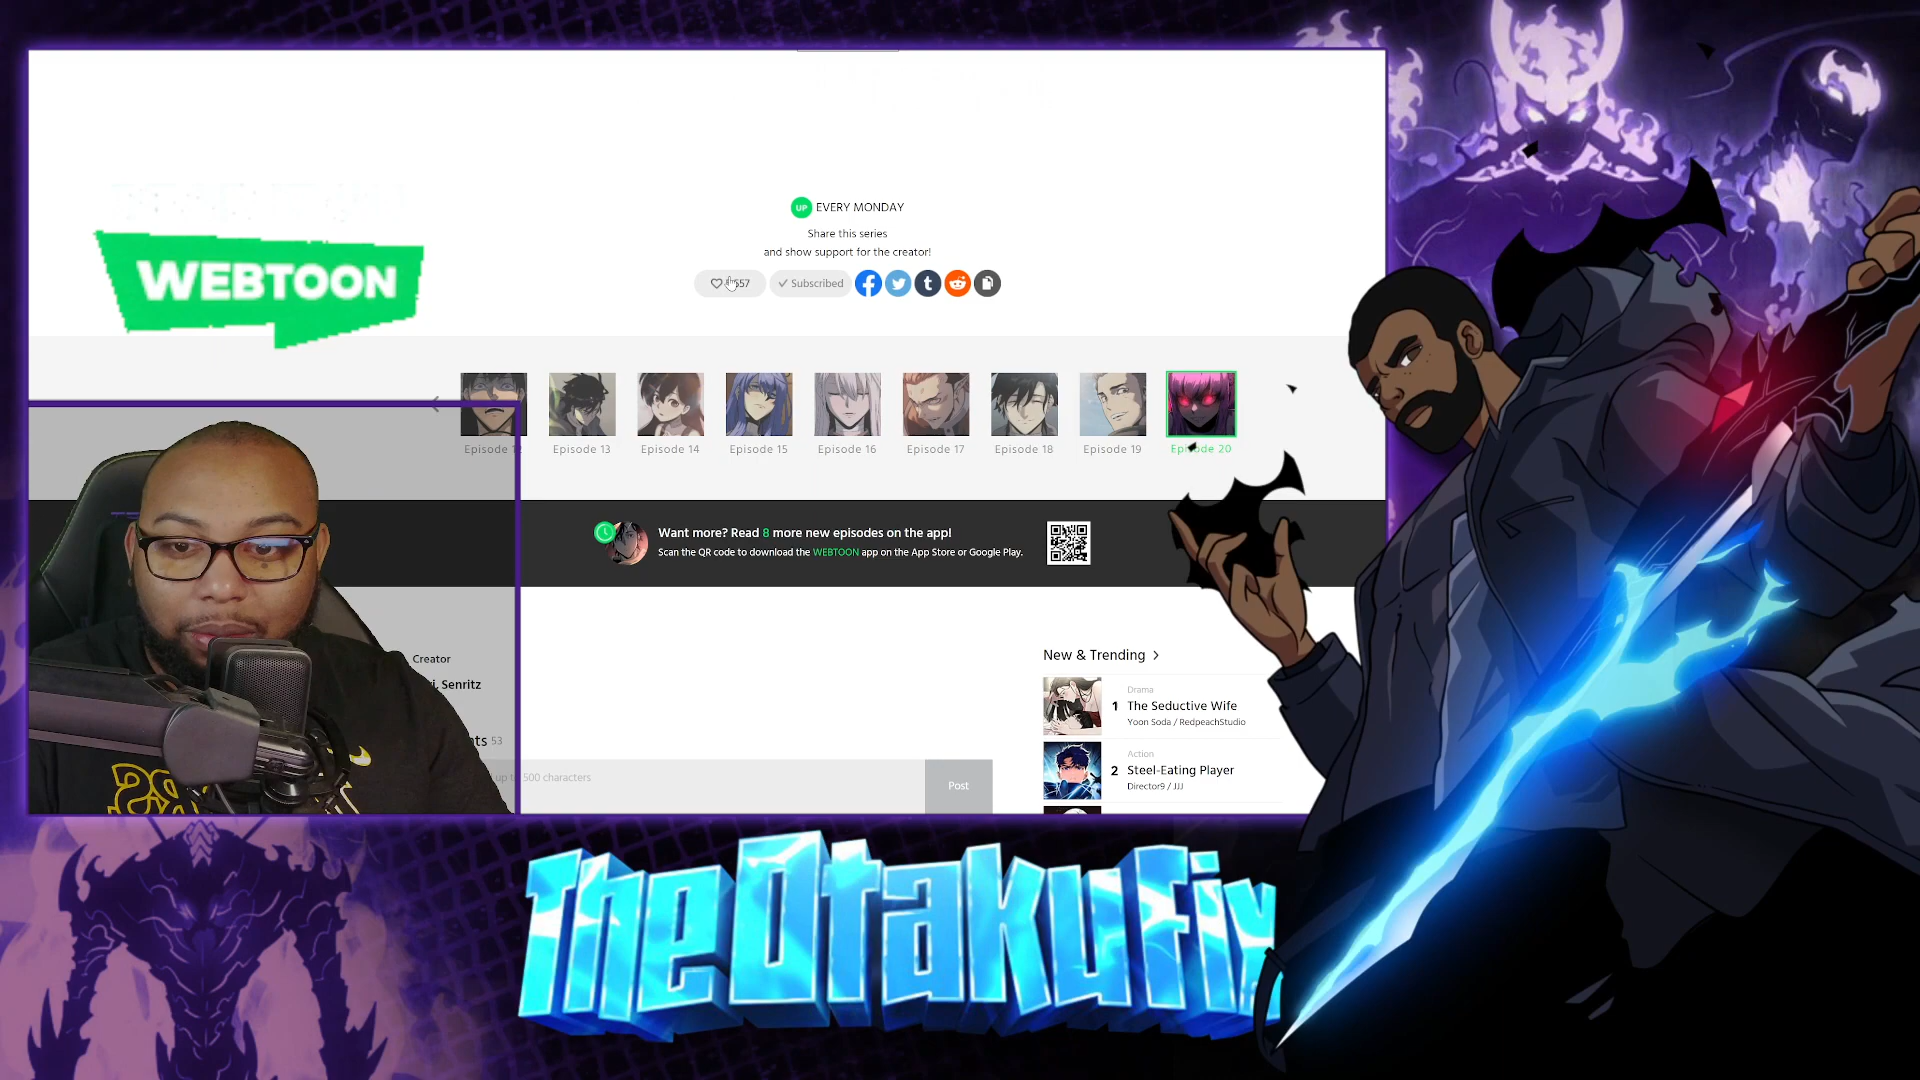 WEBTOON
UP EVERY MONDAY
Share this series
and show support for the creator!
Subscribed
Episode 13
Episode 14
Episode 15
Episode 16
Episode 17
Episode 18
Episode 19
Episode 20
Want more? Read 8 more new episodes on the app!
Scan the QR code to download the WEBTOON app on the App Store or Google Play.
Creator
Senritz
53
500 characters
Post
New & Trending
Drama
1 The Seductive Wife
Yoon Soda / RedpeachStudio
Action
2 Steel-Eating Player
Director9 / JJJ
TheOtakuFix